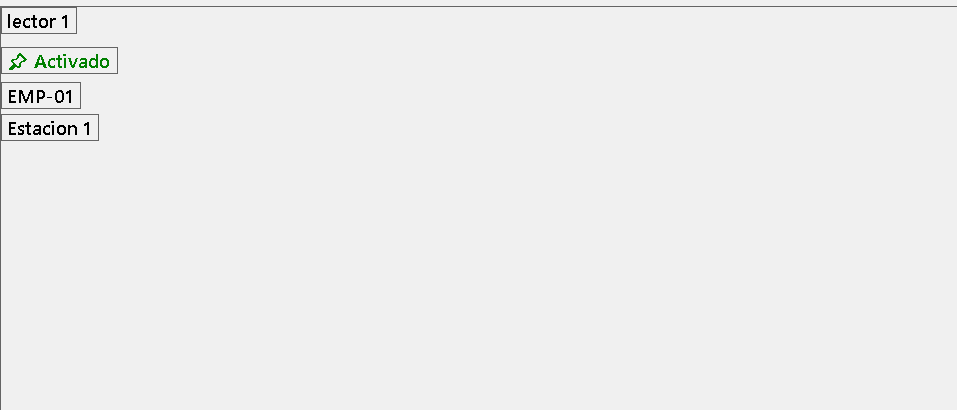 lector 1
Activado
EMP-01
Estacion 1